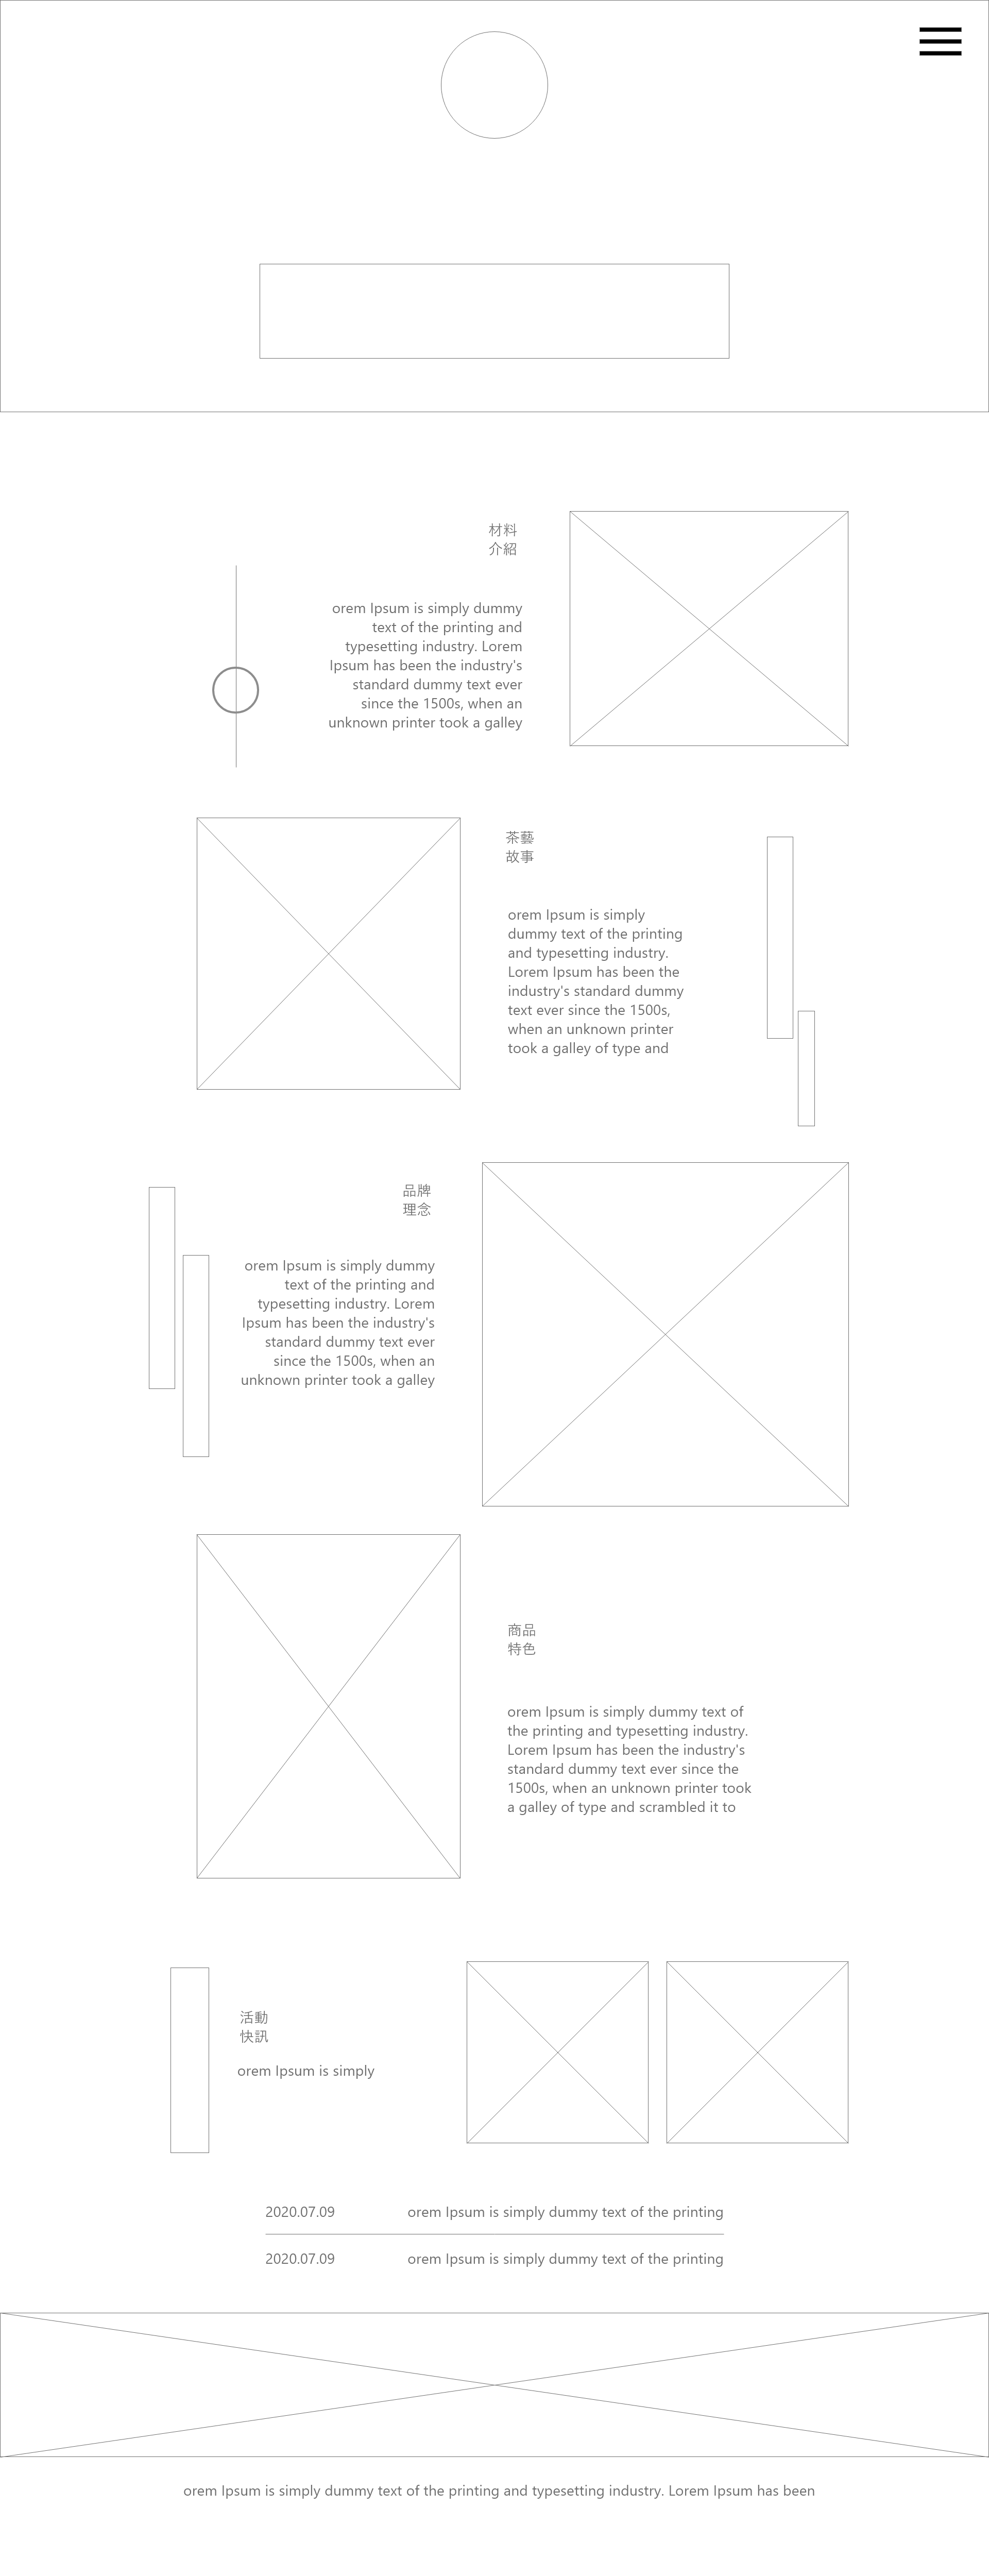 材料
介紹
orem Ipsum is simply dummy
text of the printing and
typesetting industry. Lorem
Ipsum has been the industry's
standard dummy text ever
since the 1500s, when an
unknown printer took a galley
茶藝
故事
orem Ipsum is simply
dummy text of the printing
and typesetting industry.
Lorem Ipsum has been the
industry's standard dummy
text ever since the 1500s,
when an unknown printer
took a galley of type and
品牌
理念
orem Ipsum is simply dummy
text of the printing and
typesetting industry. Lorem
Ipsum has been the industry's
standard dummy text ever
since the 1500s, when an
unknown printer took a galley
商品
特色
orem Ipsum is simply dummy text of
the printing and typesetting industry.
Lorem Ipsum has been the industry's
standard dummy text ever since the
1500s, when an unknown printer took
a galley of type and scrambled it to
活動
快訊
orem Ipsum is simply
2020.07.09 orem Ipsum is simply dummy text of the printing
2020.07.09 orem Ipsum is simply dummy text of the printing
orem Ipsum is simply dummy text of the printing and typesetting industry. Lorem Ipsum has been